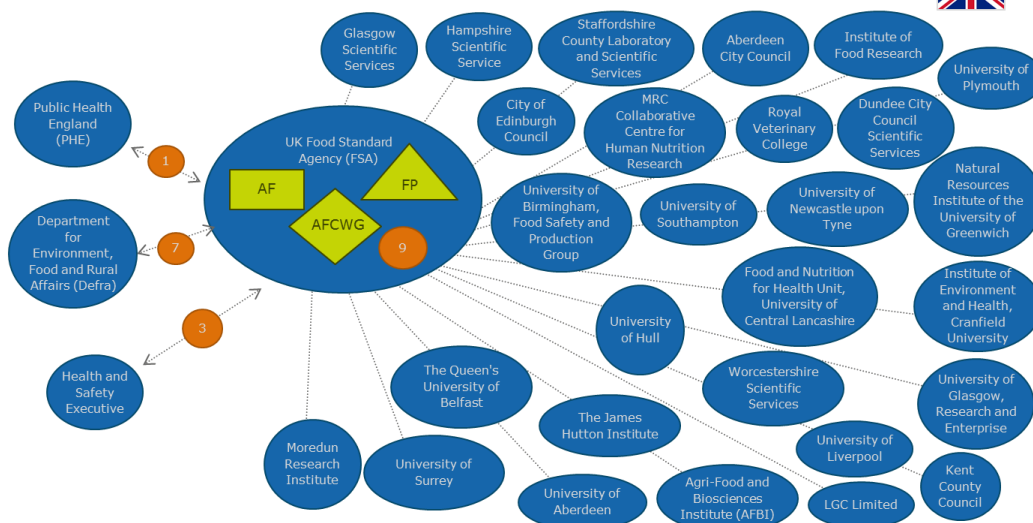 Glasgow
Scientific
Services
Hampshire
Scientific
Service
Staffordshire
County Laboratory
and Scientific
Services
Aberdeen
City Council
Institute of
Food Research
University of
Plymouth
Public Health
England
(PHE)
1
UK Food Standard
Agency (FSA)
AF
FP
AFCWG
9
City of
Edinburgh
Council
MRC
Collaborative
Centre for
Human Nutrition
Research
Royal
Veterinary
College
Dundee City
Council
Scientific
Services
Department
for
Environment,
Food and Rural
Affairs (Defra)
7
University of
Birmingham,
Food Safety and
Production
Group
University of
Southampton
University of
Newcastle upon
Tyne
Natural
Resources
Institute of the
University of
Greenwich
3
Health and
Safety
Executive
University
of Hull
Food and Nutrition
for Health Unit,
University of
Central Lancashire
Institute of
Environment
and Health,
Cranfield
University
The Queen's
University of
Belfast
Worcestershire
Scientific
Services
University of
Glasgow,
Research and
Enterprise
The James
Hutton Institute
University of
Liverpool
Moredun
Research
Institute
University of
Surrey
University of
Aberdeen
Agri-Food and
Biosciences
Institute (AFBI)
LGC Limited
Kent
County
Council